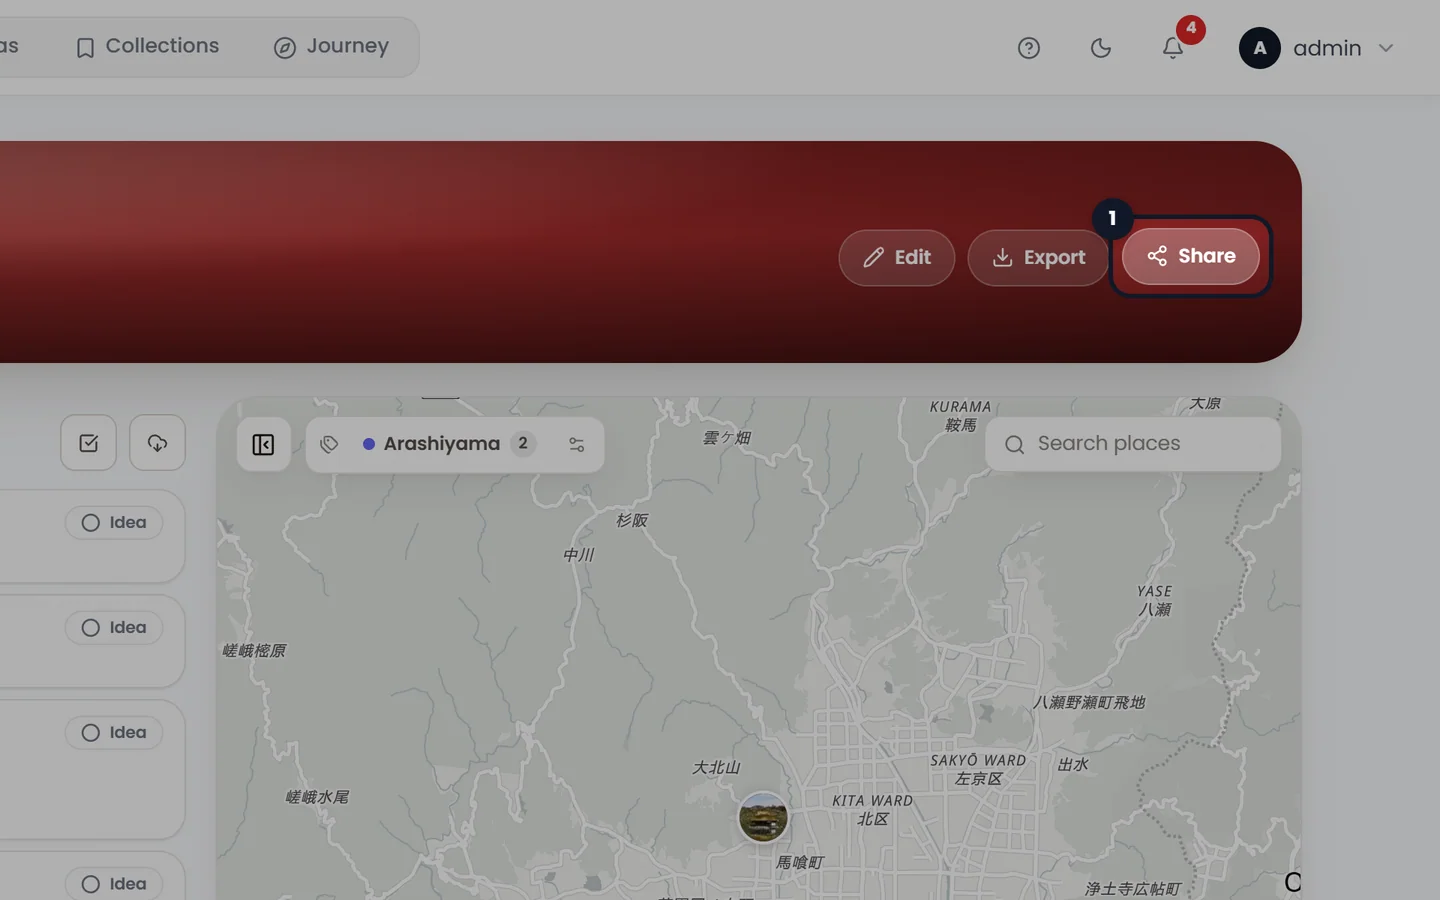 Collections
Journey
4
A
admin
1
Edit
Export
Share
Arashiyama 2
Search places
Idea
Idea
Idea
Idea
KURAMA
鞍馬
大原
雲ケ畑
杉阪
中川
YASE
八瀬
嵯峨樒原
八瀬野瀬町飛地
大北山
SAKYŌ WARD
左京区
出水
嵯峨水尾
KITA WARD
北区
馬喰町
浄土寺広帖町